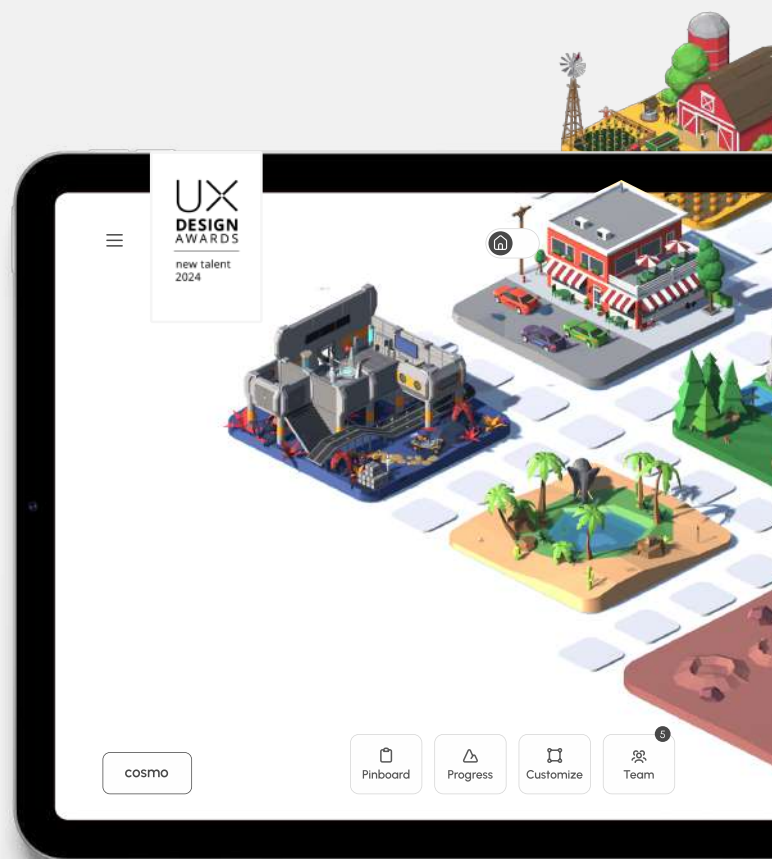 UX
DESIGN
AWARDS
new talent
2024
5
cosmo
Pinboard
Progress
Customize
Team